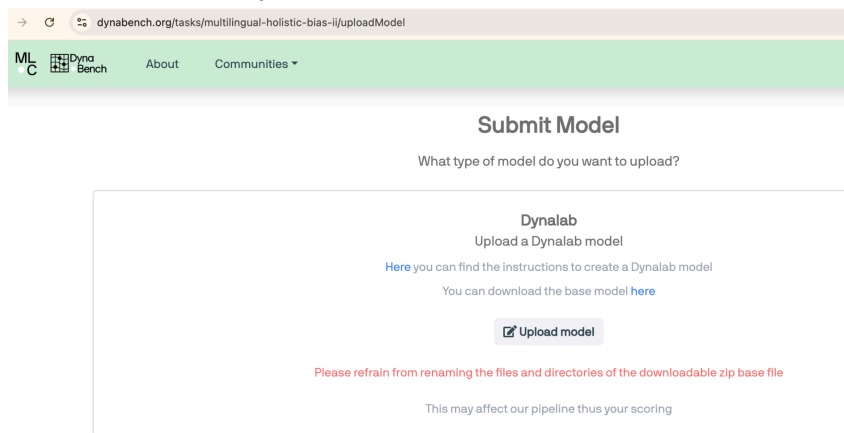 dynabench.org/tasks/multilingual-holistic-bias-ii/uploadModel
ML C Dyna Bench About Communities
Submit Model
What type of model do you want to upload?
Dynalab
Upload a Dynalab model
Here you can find the instructions to create a Dynalab model
You can download the base model here
Upload model
Please refrain from renaming the files and directories of the downloadable zip base file
This may affect our pipeline thus your scoring